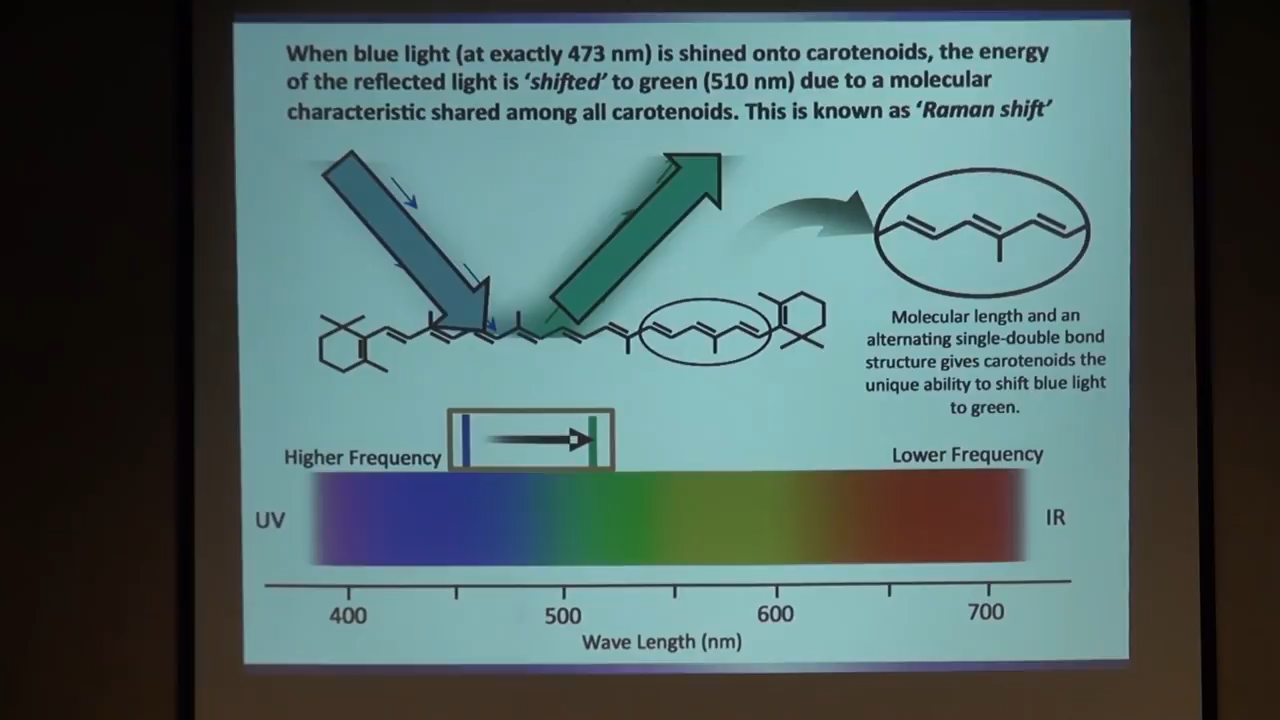 When blue light (at exactly 473 nm) is shined onto carotenoids, the energy
of the reflected light is ‘shifted’ to green (510 nm) due to a molecular
characteristic shared among all carotenoids. This is known as ‘Raman shift’
Molecular length and an
alternating single-double bond
structure gives carotenoids the
unique ability to shift blue light
to green.
Higher Frequency
Lower Frequency
UV
IR
400
500
600
700
Wave Length (nm)